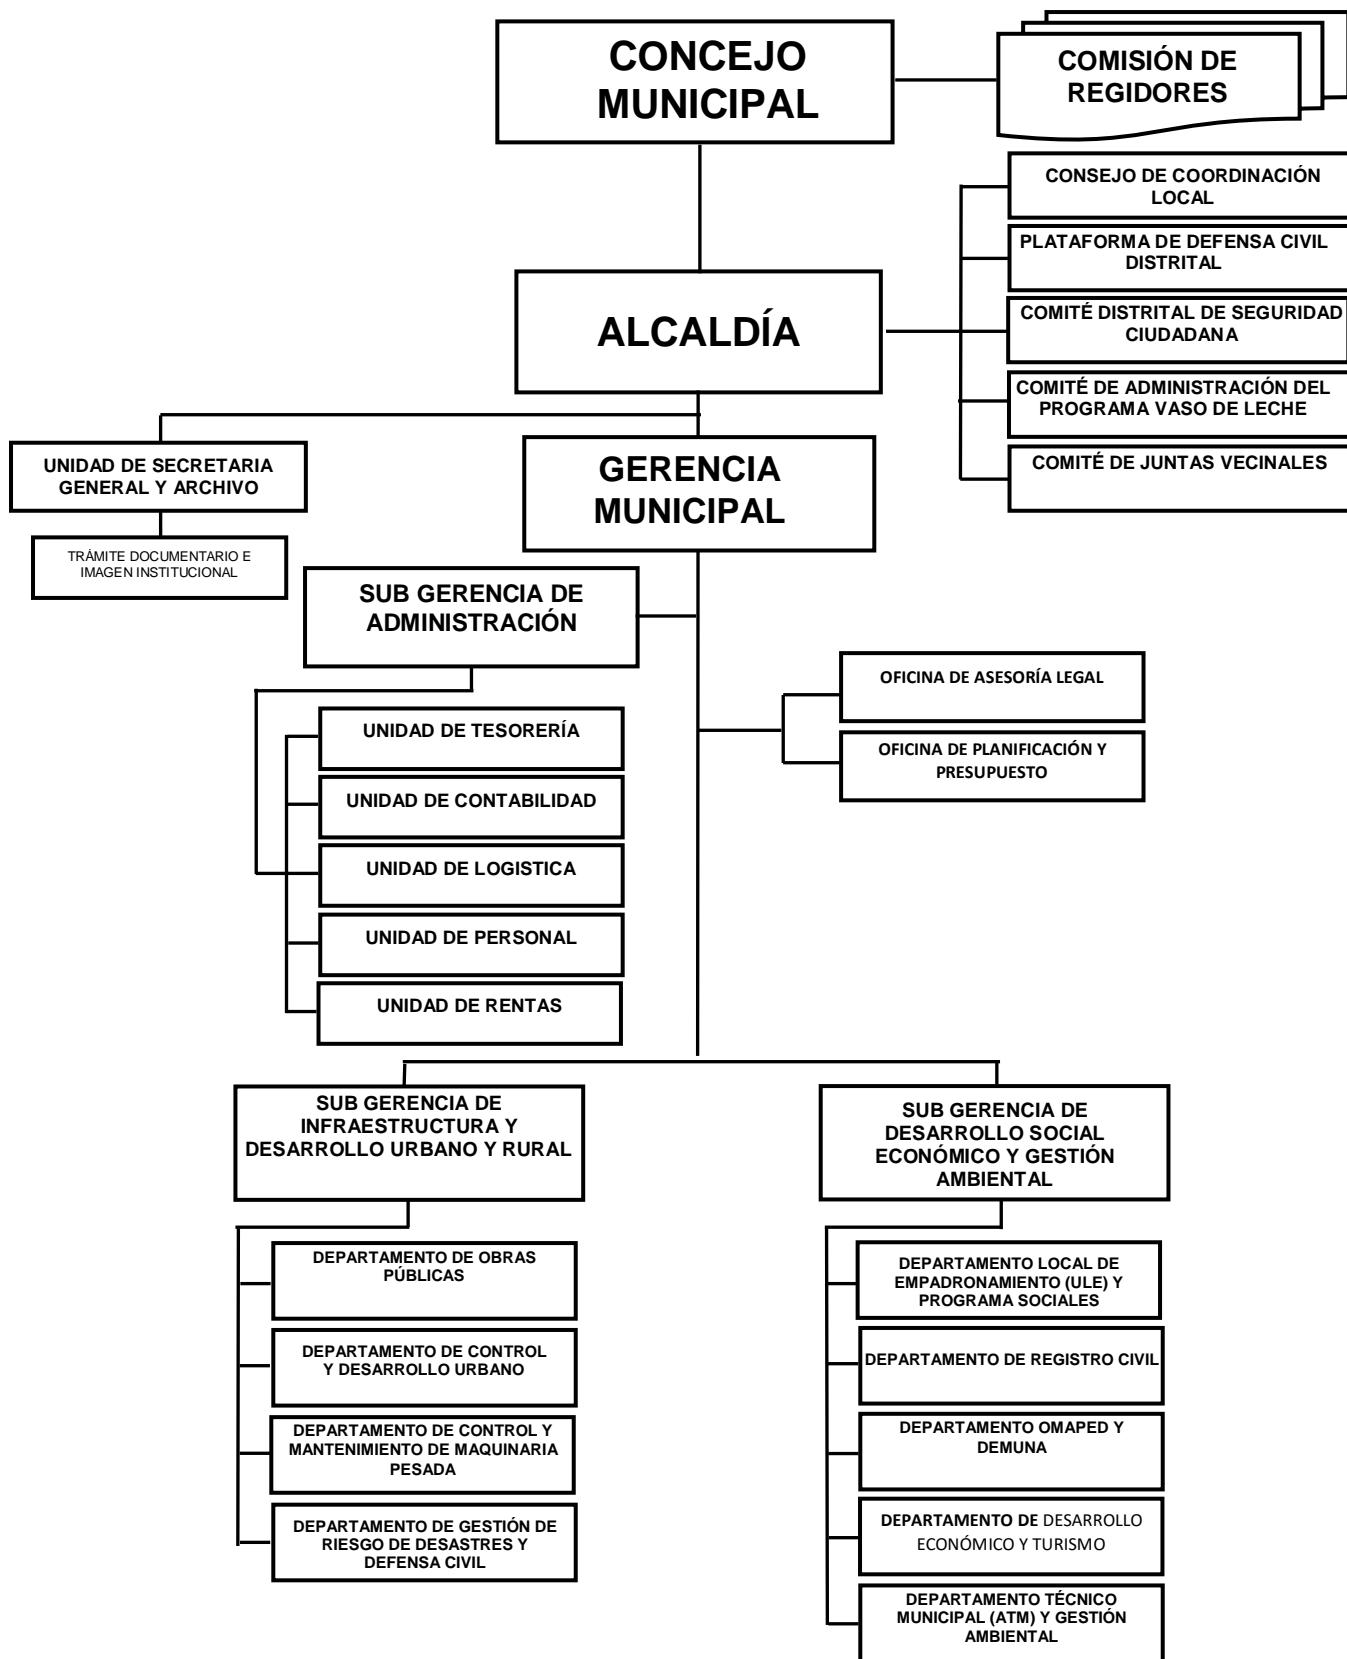 CONCEJO
MUNICIPAL
COMISIÓN DE
REGIDORES
CONSEJO DE COORDINACIÓN
LOCAL
PLATAFORMA DE DEFENSA CIVIL
DISTRITAL
ALCALDÍA
COMITÉ DISTRITAL DE SEGURIDAD
CIUDADANA
COMITÉ DE ADMINISTRACIÓN DEL
PROGRAMA VASO DE LECHE
COMITÉ DE JUNTAS VECINALES
UNIDAD DE SECRETARIA
GENERAL Y ARCHIVO
GERENCIA
MUNICIPAL
TRÁMITE DOCUMENTARIO E
IMAGEN INSTITUCIONAL
SUB GERENCIA DE
ADMINISTRACIÓN
OFICINA DE ASESORÍA LEGAL
OFICINA DE PLANIFICACIÓN Y
PRESUPUESTO
UNIDAD DE TESORERÍA
UNIDAD DE CONTABILIDAD
UNIDAD DE LOGISTICA
UNIDAD DE PERSONAL
UNIDAD DE RENTAS
SUB GERENCIA DE
INFRAESTRUCTURA Y
DESARROLLO URBANO Y RURAL
DEPARTAMENTO DE OBRAS
PÚBLICAS
DEPARTAMENTO DE CONTROL
Y DESARROLLO URBANO
DEPARTAMENTO DE CONTROL Y
MANTENIMIENTO DE MAQUINARIA
PESADA
DEPARTAMENTO DE GESTIÓN DE
RIESGO DE DESASTRES Y
DEFENSA CIVIL
SUB GERENCIA DE
DESARROLLO SOCIAL
ECONÓMICO Y GESTIÓN
AMBIENTAL
DEPARTAMENTO LOCAL DE
EMPADRONAMIENTO (ULE) Y
PROGRAMA SOCIALES
DEPARTAMENTO DE REGISTRO CIVIL
DEPARTAMENTO OMAPED Y
DEMUNA
DEPARTAMENTO DE DESARROLLO
ECONÓMICO Y TURISMO
DEPARTAMENTO TÉCNICO
MUNICIPAL (ATM) Y GESTIÓN
AMBIENTAL